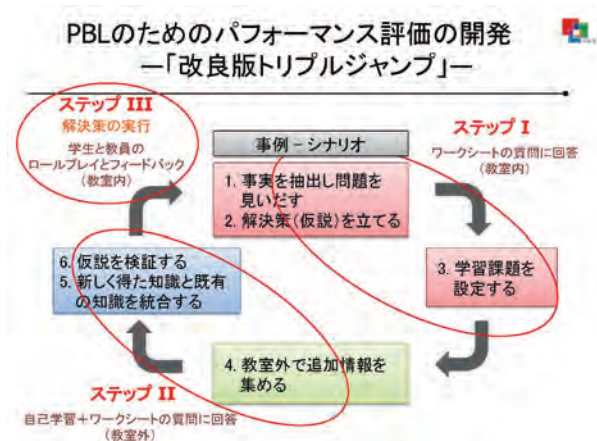 PBLのためのパフォーマンス評価の開発
―「改良版トリプルジャンプ」―
ステップ III
解決策の実行
学生と教員の
ロールプレイとフィードバック
(教室内)
事例－シナリオ
1. 事実を抽出し問題を
見いだす
2. 解決策(仮説)を立てる
ステップ I
ワークシートの質問に回答
(教室内)
3. 学習課題を
設定する
4. 教室外で追加情報を
集める
6. 仮説を検証する
5. 新しく得た知識と既有
の知識を統合する
ステップ II
自己学習＋ワークシートの質問に回答
(教室外)